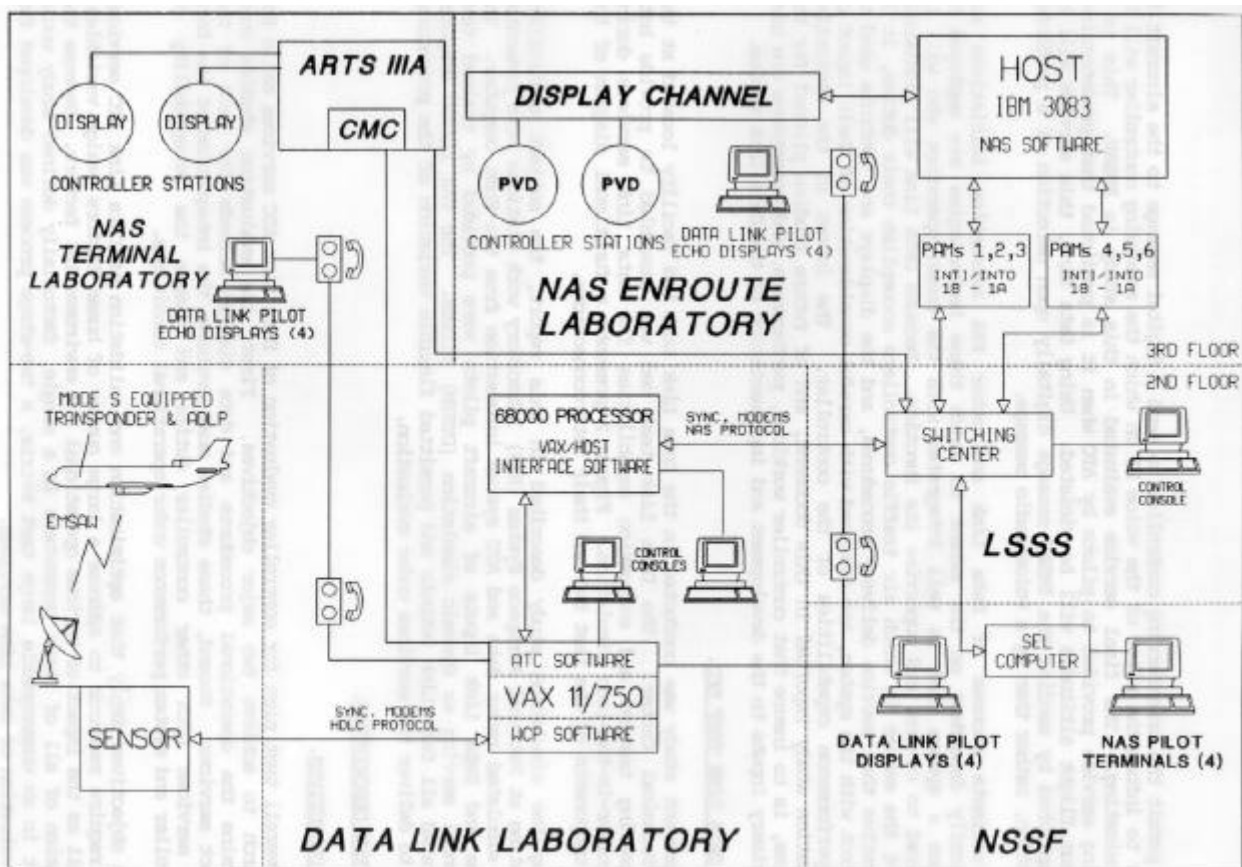 ARTS IIIA
CMC
DISPLAY
DISPLAY
CONTROLLER STATIONS
NAS
TERMINAL
LABORATORY
DATA LINK PILOT
ECHO DISPLAYS (4)
DISPLAY CHANNEL
PVD
PVD
CONTROLLER STATIONS
DATA LINK PILOT
ECHO DISPLAYS (4)
NAS ENROUTE
LABORATORY
HOST
IBM 3083
NAS SOFTWARE
PAMs 1,2,3
INTI/INTO
1B - 1A
PAMs 4,5,6
INTI/INTO
1B - 1A
3RD FLOOR
2ND FLOOR
MODE S EQUIPPED
TRANSPONDER & ADLP
EMSAW
SENSOR
SYNC, MODEMS
HDLC PROTOCOL
68000 PROCESSOR
VAX/HOST
INTERFACE SOFTWARE
SYNC, MODEMS
NAS PROTOCOL
CONTROL
CONSOLES
ATC SOFTWARE
VAX 11/750
WCP SOFTWARE
DATA LINK LABORATORY
SWITCHING
CENTER
CONTROL
CONSOLE
LSSS
SEL
COMPUTER
DATA LINK PILOT
DISPLAYS (4)
NAS PILOT
TERMINALS (4)
NSSF